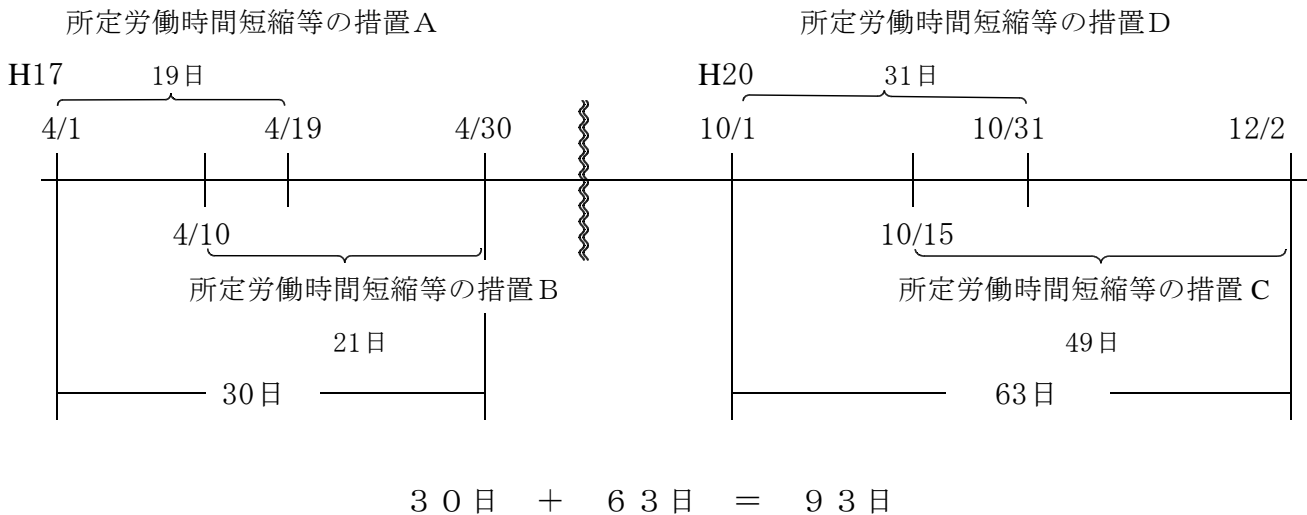 所定労働時間短縮等の措置A 所定労働時間短縮等の措置D
H17 19日 H20 31日
4/1 4/19 4/30 10/1 10/31 12/2
4/10 10/15
所定労働時間短縮等の措置B 所定労働時間短縮等の措置C
21日 49日
30日 63日
30日 + 63日 = 93日